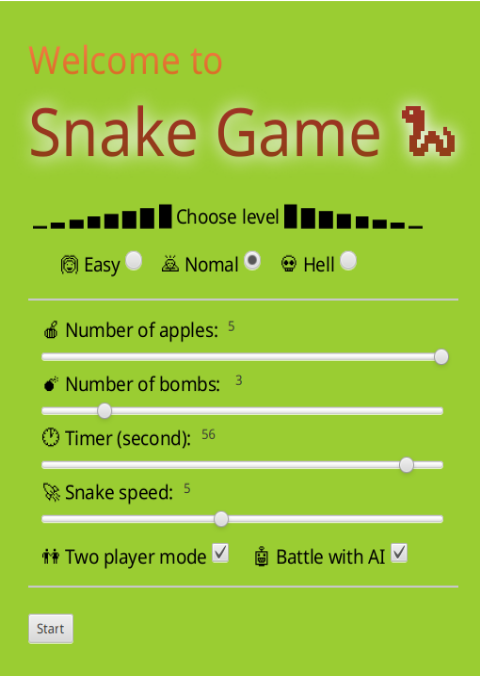 Welcome to
Snake Game
Choose level
Easy Nomal Hell
Number of apples: 5
Number of bombs: 3
Timer (second): 56
Snake speed: 5
Two player mode Battle with AI
Start